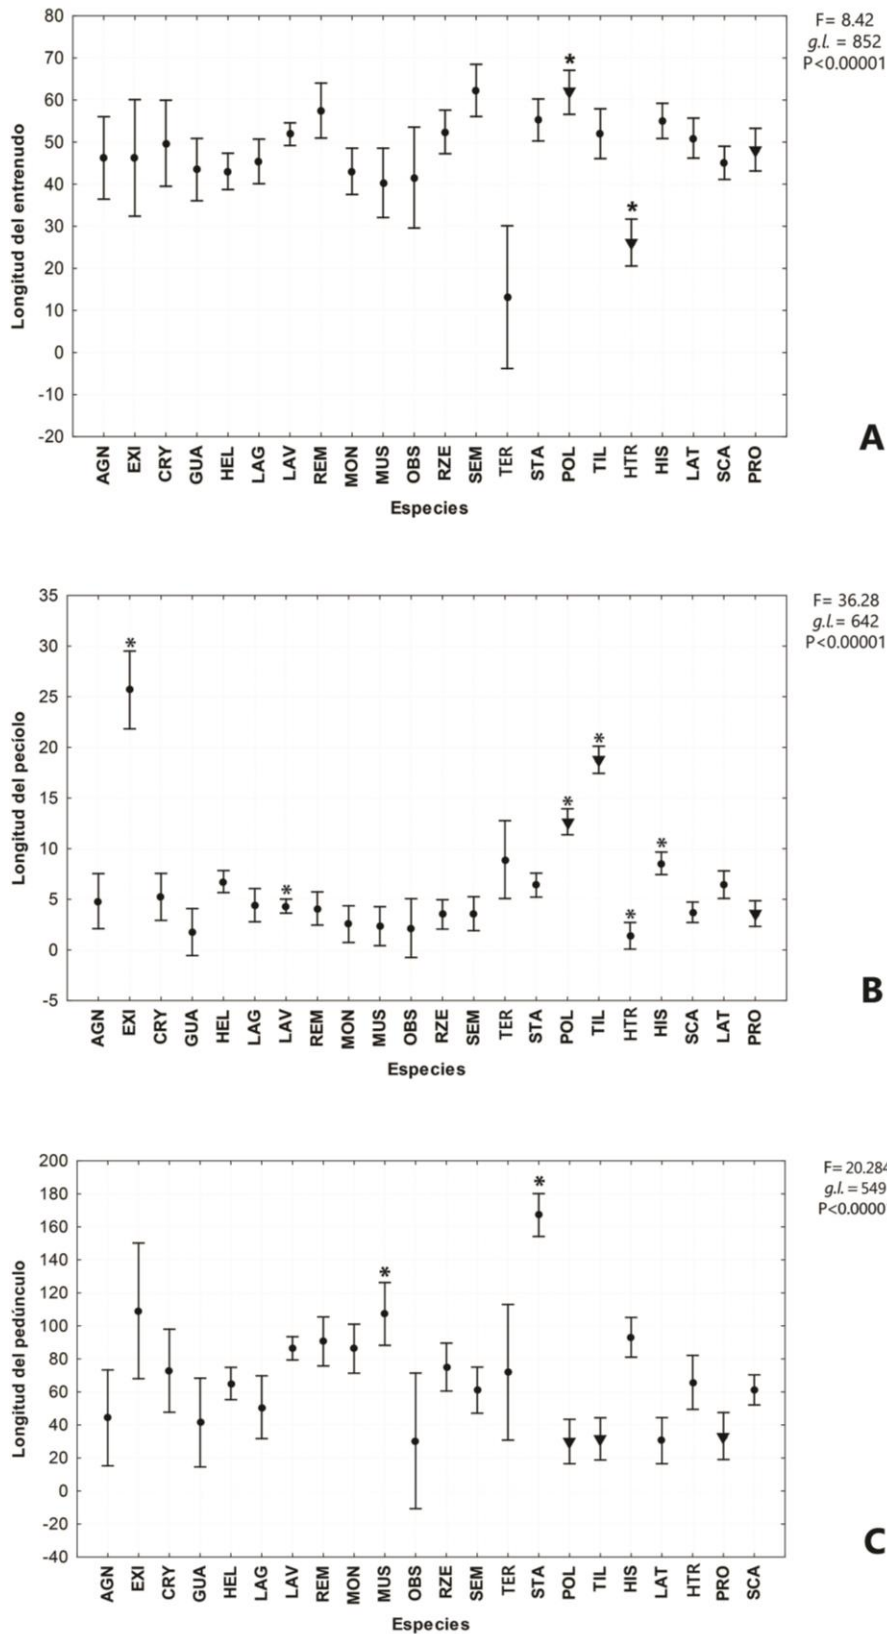 80
70
60
50
40
30
20
10
0
-10
-20
Longitud del entrenudo
*
*
AGN EXI CRY GUA HEL LAG LAV REM MON MUS OBS RZE SEM TER STA POL TIL HTR HIS LAT SCA PRO
Especies
F= 8.42
g.l. = 852
P<0.00001
A
35
30
25
20
15
10
5
0
-5
Longitud del pecíolo
*
*
*
*
*
*
AGN EXI CRY GUA HEL LAG LAV REM MON MUS OBS RZE SEM TER STA POL TIL HTR HIS SCA LAT PRO
Especies
F= 36.28
g.l.= 642
P<0.00001
B
200
180
160
140
120
100
80
60
40
20
0
-20
-40
Longitud del pedúnculo
*
*
AGN EXI CRY GUA HEL LAG LAV REM MON MUS OBS RZE SEM TER STA POL TIL HIS LAT HTR PRO SCA
Especies
F= 20.284
g.l. = 549
P<0.0000
C